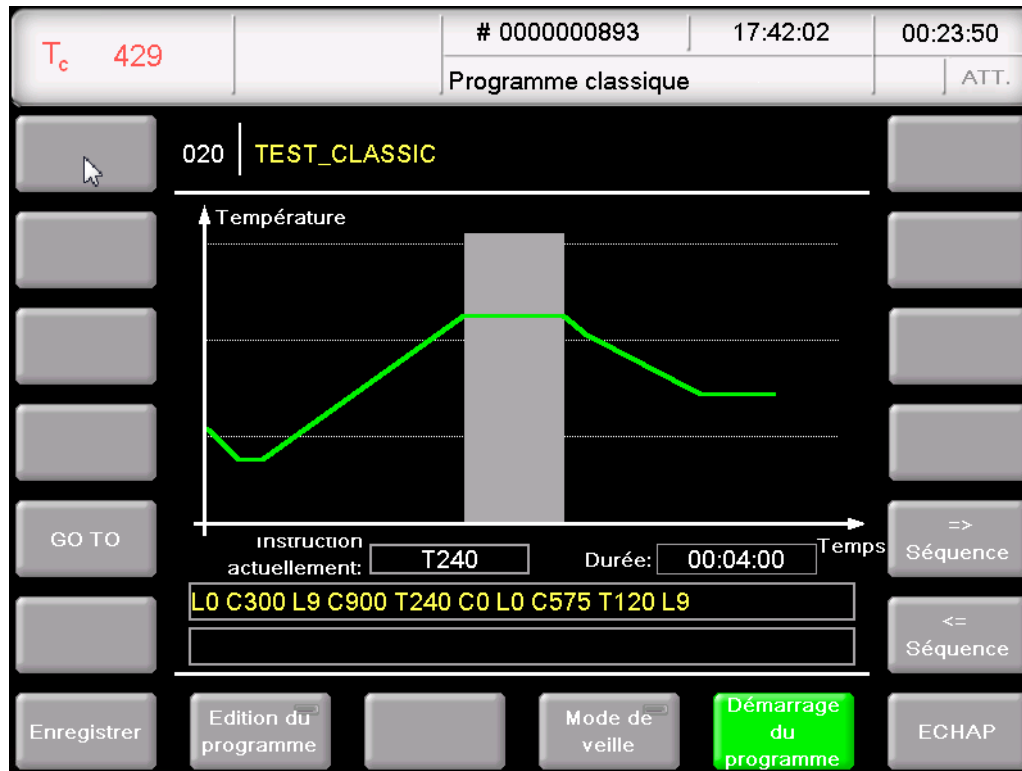 Tc 429
# 0000000893
17:42:02
00:23:50
Programme classique
ATT.
020 TEST_CLASSIC
Température
GO TO
Temps
=>
Séquence
Instruction
actuellement:
T240
Durée:
00:04:00
L0 C300 L9 C900 T240 C0 L0 C575 T120 L9
<=
Séquence
Enregistrer
Edition du
programme
Mode de
veille
Démarrage
du
programme
ECHAP